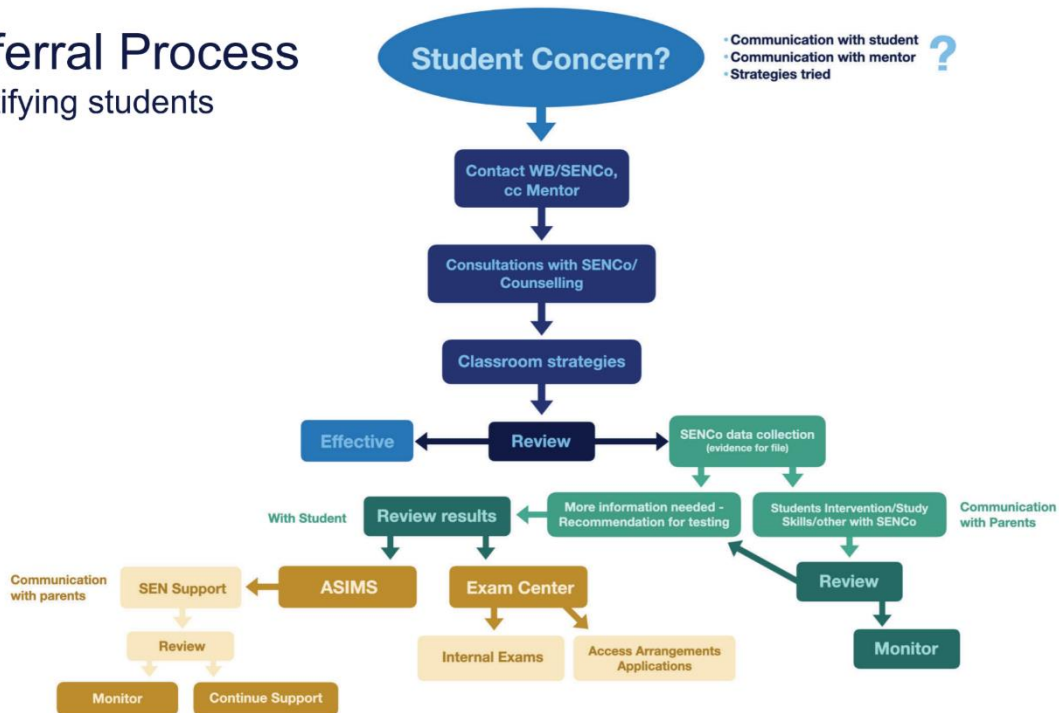 ferral Process
tifying students
Student Concern?
• Communication with student
• Communication with mentor
• Strategies tried
?
Contact WB/SENCo,
cc Mentor
Consultations with SENCo/
Counselling
Classroom strategies
Effective
Review
SENCo data collection
(evidence for file)
With Student
Review results
More information needed -
Recommendation for testing
Students Intervention/Study
Skills/other with SENCo
Communication
with Parents
Communication
with parents
SEN Support
ASIMS
Exam Center
Review
Review
Internal Exams
Access Arrangements
Applications
Monitor
Monitor
Continue Support